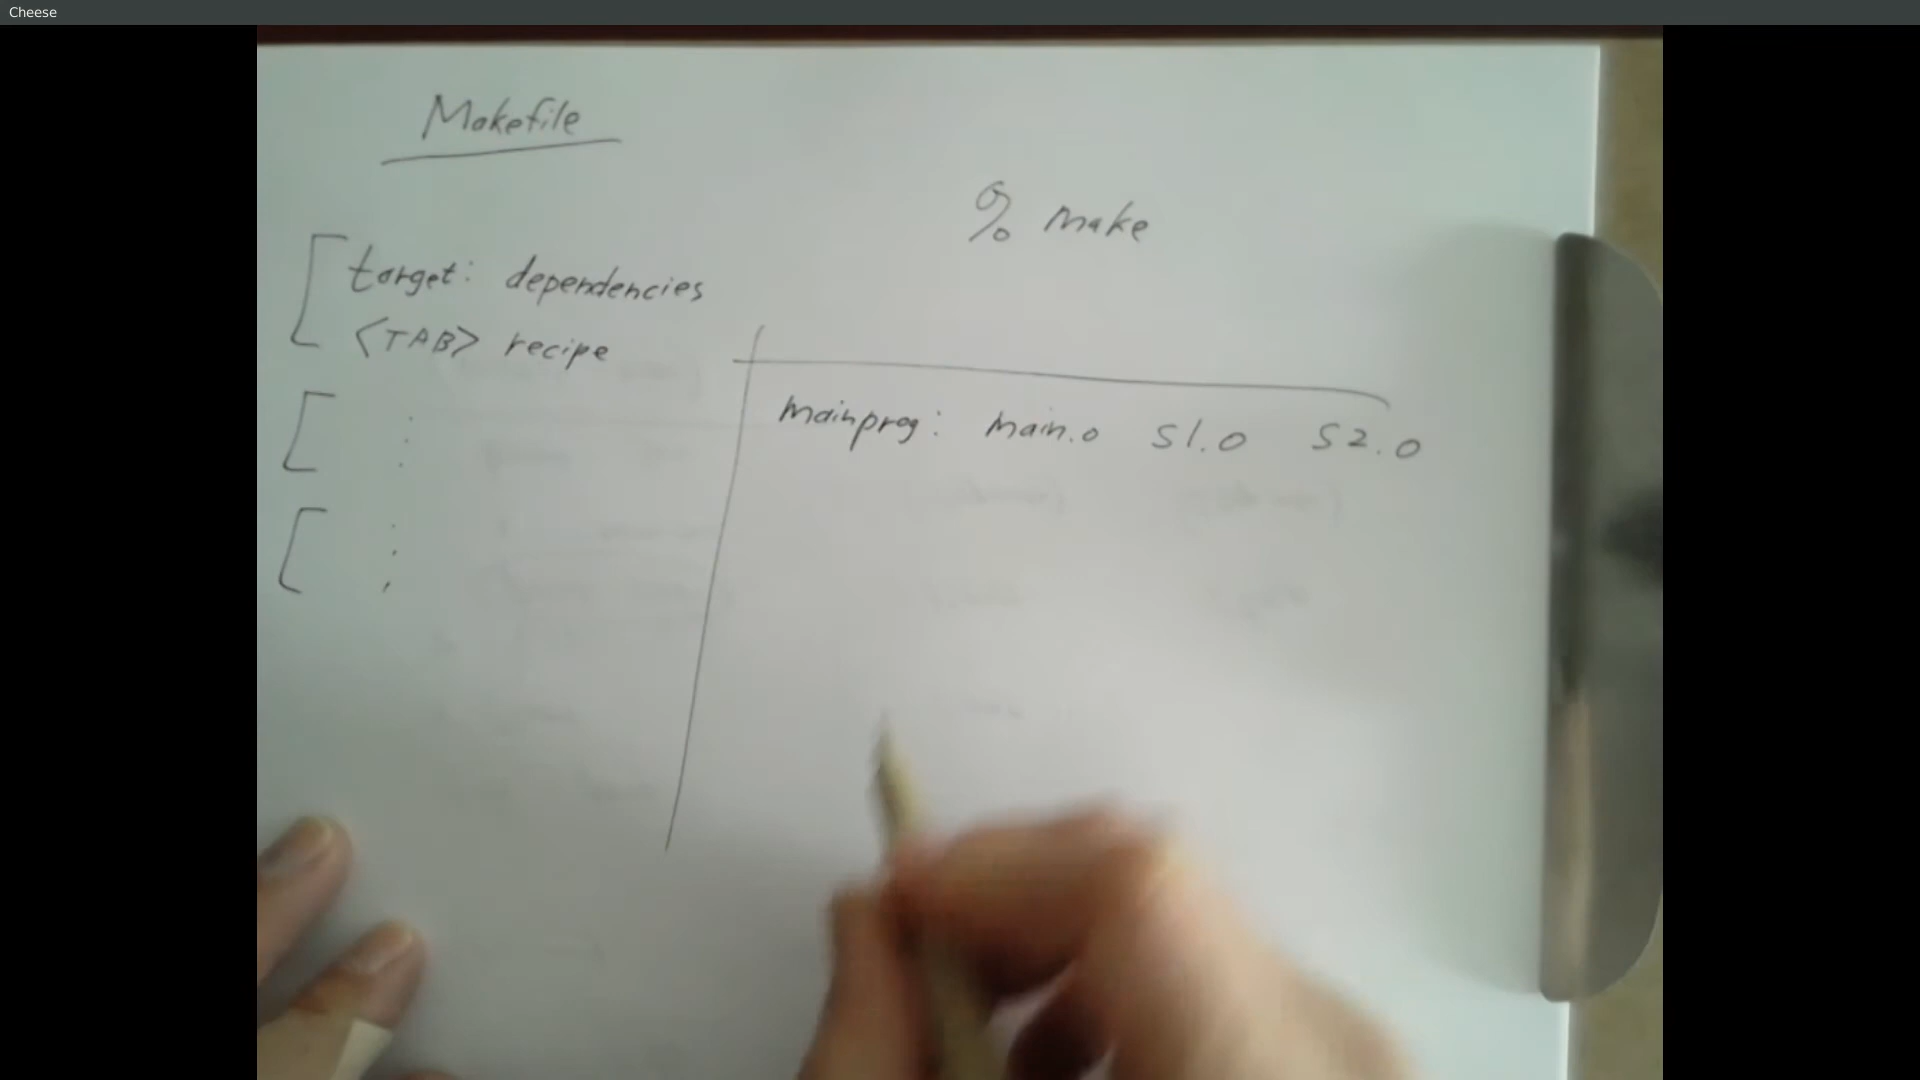 Cheese
Makefile
% make
target: dependencies
<TAB> recipe
mainprog: main.o s1.o s2.o